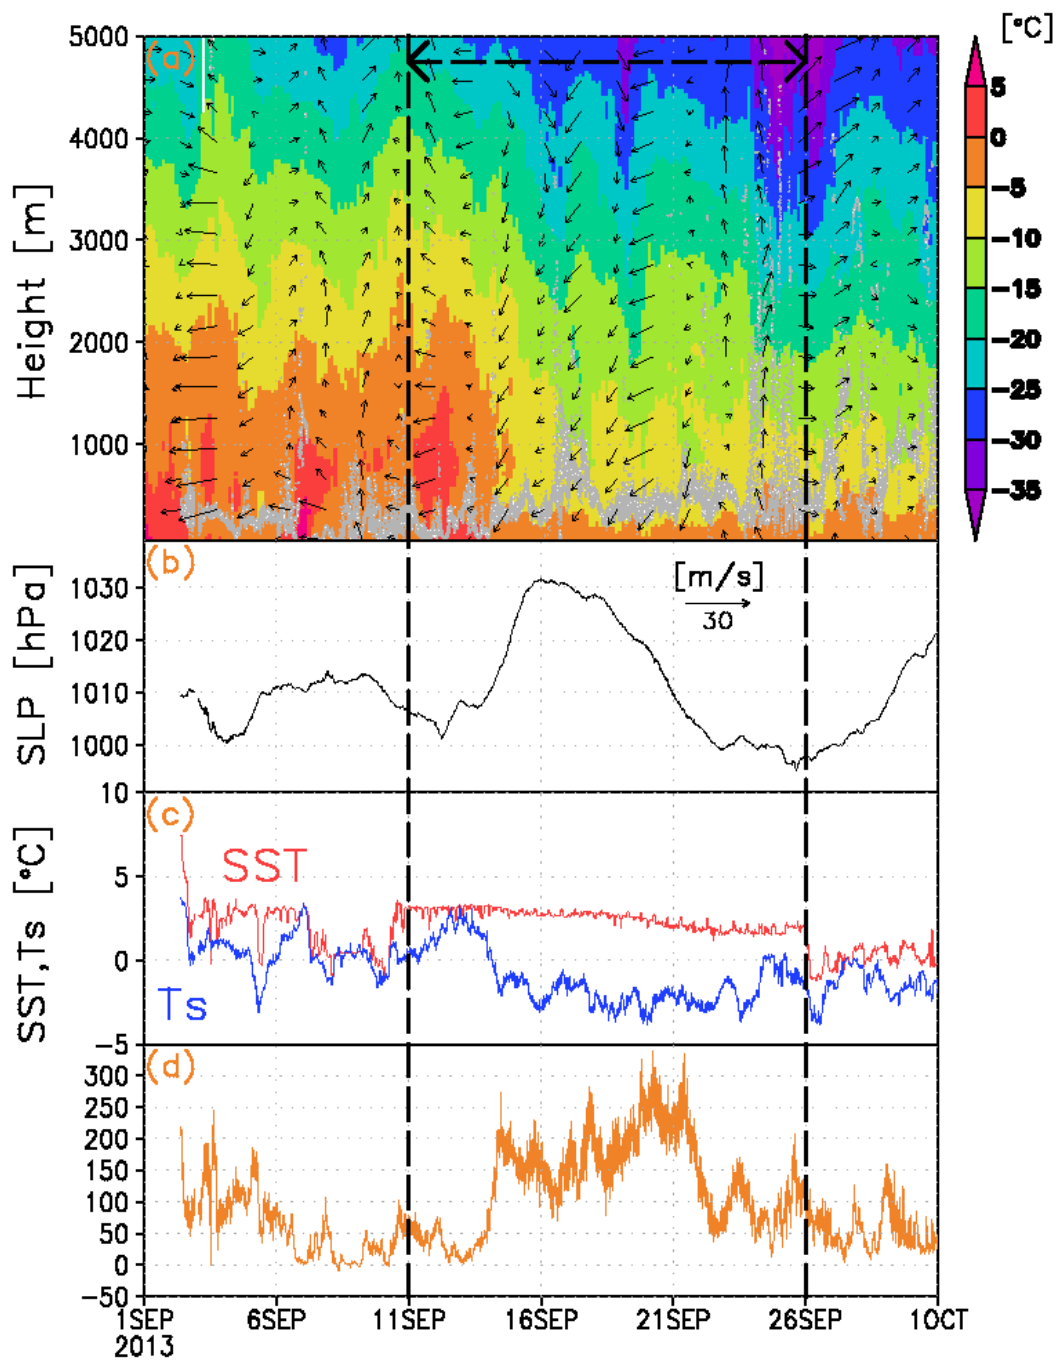 [°C]
(a)
5000
4000
3000
2000
1000
Height [m]
5
0
-5
-10
-15
-20
-25
-30
-35
(b)
1030
1020
1010
1000
SLP [hPa]
[m/s]
30
(c)
10
5
0
-5
SST,Ts [°C]
SST
Ts
(d)
300
250
200
150
100
50
0
-50
1SEP 6SEP 11SEP 16SEP 21SEP 26SEP 1OCT
2013